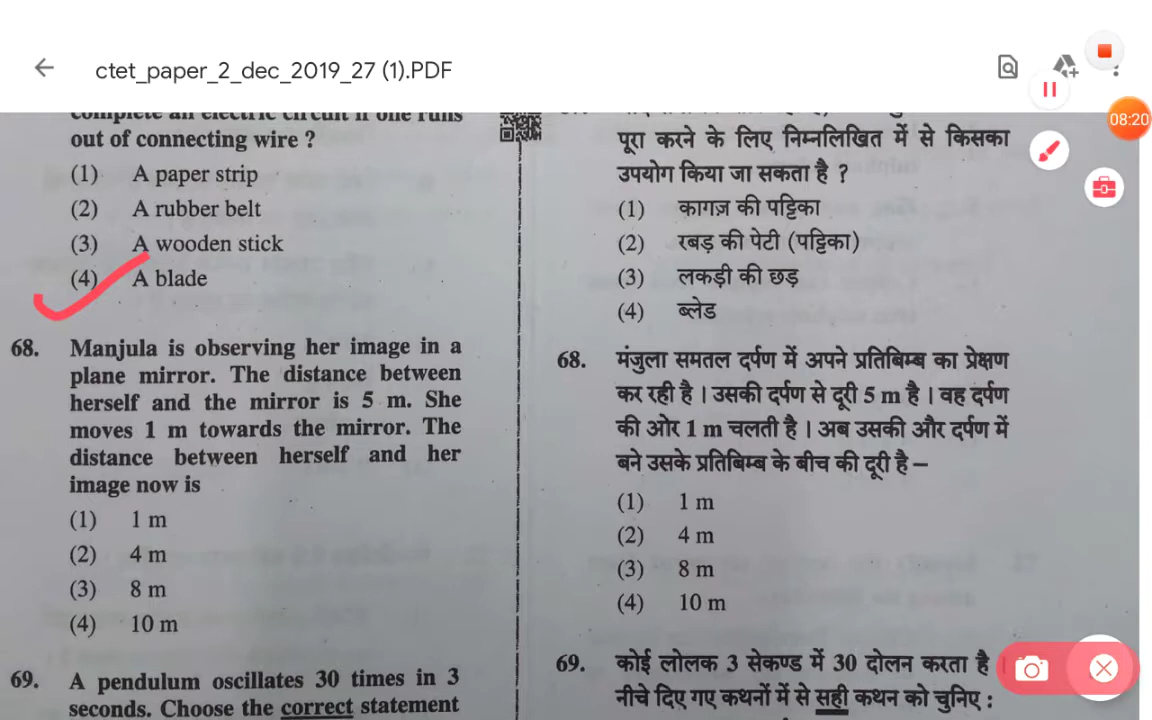 ctet_paper_2_dec_2019_27 (1).PDF
08:20
complete an electric circuit if one runs
out of connecting wire ?
(1) A paper strip
(2) A rubber belt
(3) A wooden stick
(4) A blade
68. Manjula is observing her image in a
plane mirror. The distance between
herself and the mirror is 5 m. She
moves 1 m towards the mirror. The
distance between herself and her
image now is
(1) 1 m
(2) 4 m
(3) 8 m
(4) 10 m
69. A pendulum oscillates 30 times in 3
seconds. Choose the correct statement
पूरा करने के लिए निम्नलिखित में से किसका
उपयोग किया जा सकता है ?
(1) कागज़ की पट्टिका
(2) रबड़ की पेटी (पट्टिका)
(3) लकड़ी की छड़
(4) ब्लेड
68. मंजुला समतल दर्पण में अपने प्रतिबिम्ब का प्रेक्षण
कर रही है । उसकी दर्पण से दूरी 5 m है । वह दर्पण
की ओर 1 m चलती है । अब उसकी और दर्पण में
बने उसके प्रतिबिम्ब के बीच की दूरी है –
(1) 1 m
(2) 4 m
(3) 8 m
(4) 10 m
69. कोई लोलक 3 सेकण्ड में 30 दोलन करता है ।
नीचे दिए गए कथनों में से सही कथन को चुनिए :